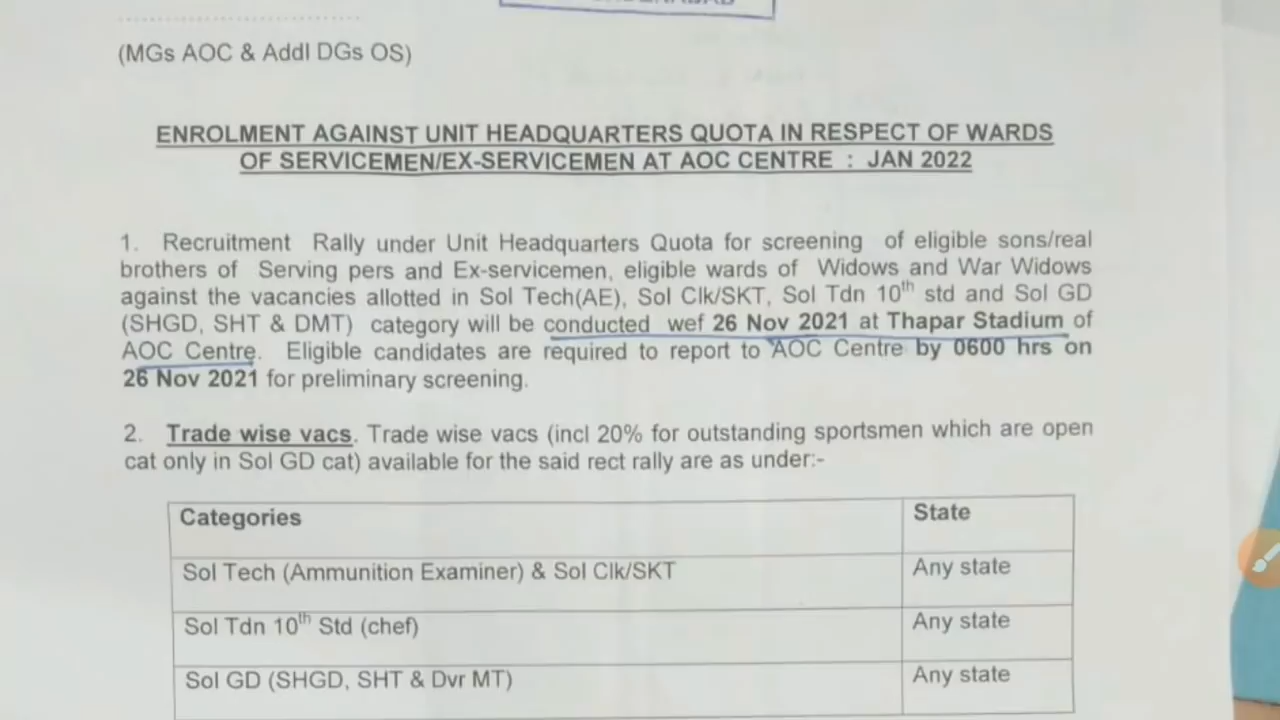 (MGs AOC & Addl DGs OS)
ENROLMENT AGAINST UNIT HEADQUARTERS QUOTA IN RESPECT OF WARDS
OF SERVICEMEN/EX-SERVICEMEN AT AOC CENTRE : JAN 2022
1. Recruitment Rally under Unit Headquarters Quota for screening of eligible sons/real
brothers of Serving pers and Ex-servicemen, eligible wards of Widows and War Widows
against the vacancies allotted in Sol Tech(AE), Sol Clk/SKT, Sol Tdn 10th std and Sol GD
(SHGD, SHT & DMT) category will be conducted wef 26 Nov 2021 at Thapar Stadium of
AOC Centre. Eligible candidates are required to report to AOC Centre by 0600 hrs on
26 Nov 2021 for preliminary screening.
2. Trade wise vacs. Trade wise vacs (incl 20% for outstanding sportsmen which are open
cat only in Sol GD cat) available for the said rect rally are as under:-
Categories State
Sol Tech (Ammunition Examiner) & Sol Clk/SKT Any state
Sol Tdn 10th Std (chef) Any state
Sol GD (SHGD, SHT & Dvr MT) Any state